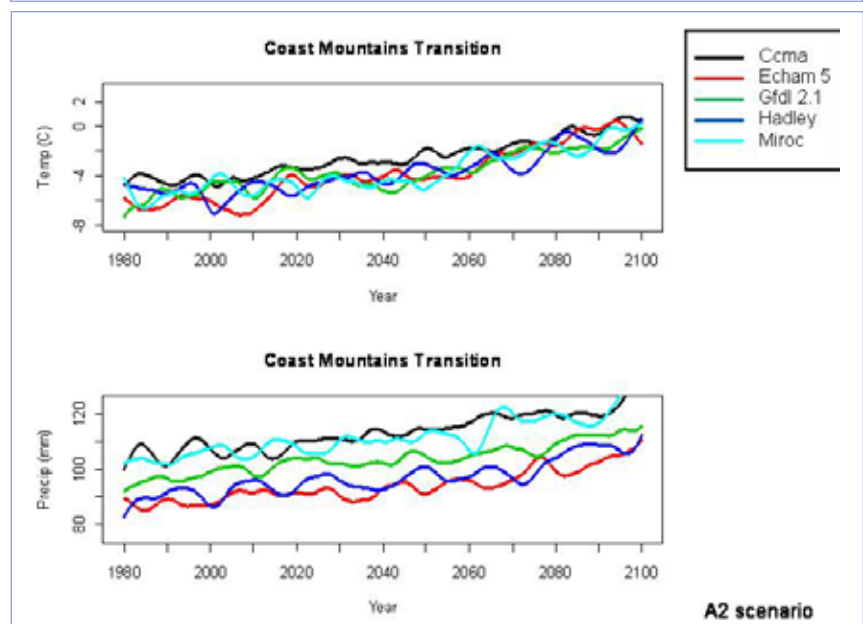 Coast Mountains Transition
Temp (C)
2
0
-4
-8
1980 2000 2020 2040 2060 2080 2100
Year
Ccma
Echam 5
Gfdl 2.1
Hadley
Miroc
Coast Mountains Transition
Precip (mm)
120
100
80
1980 2000 2020 2040 2060 2080 2100
Year
A2 scenario